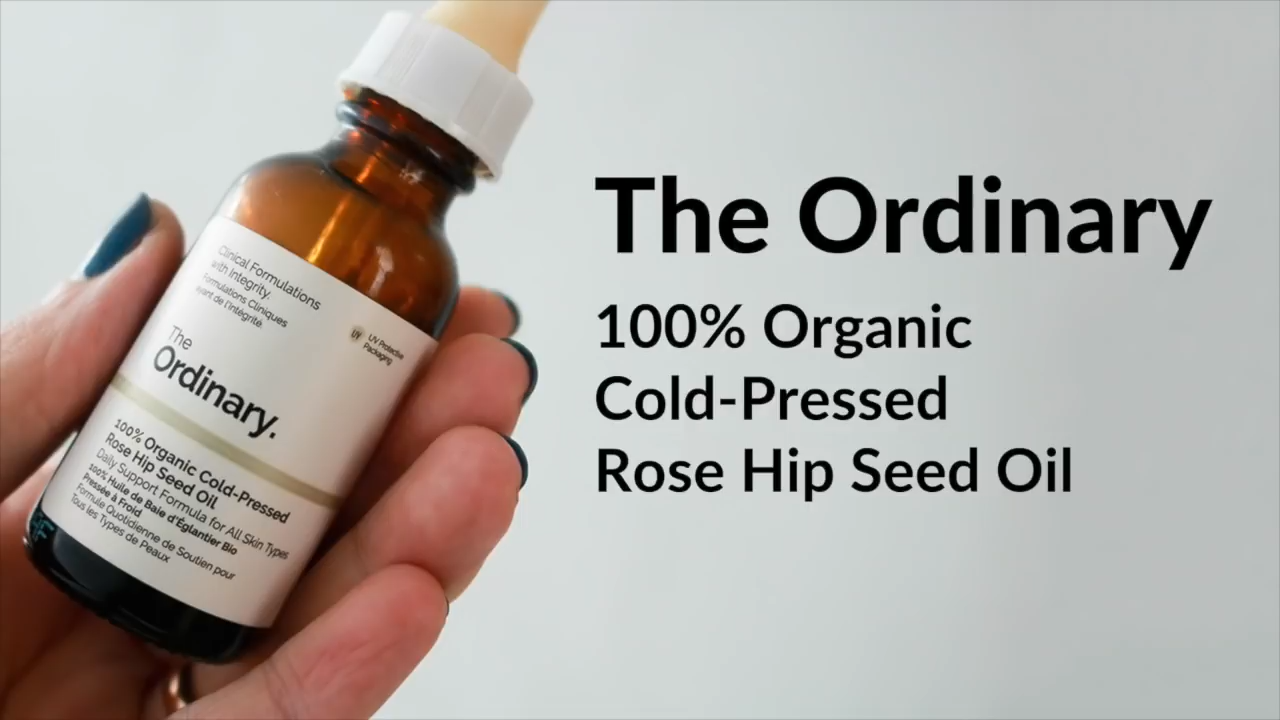 Clinical Formulations
with Integrity.
Formulations Cliniques
ayant de l'intégrité.
UV
UV Protective
Packaging
The
Ordinary.
100% Organic Cold-Pressed
Rose Hip Seed Oil
Daily Support Formula for All Skin Types
100% Huile de Baie d'Églantier Bio
Pressée à Froid
Formule Quotidienne de Soutien pour
Tous les Types de Peaux
The Ordinary
100% Organic
Cold-Pressed
Rose Hip Seed Oil